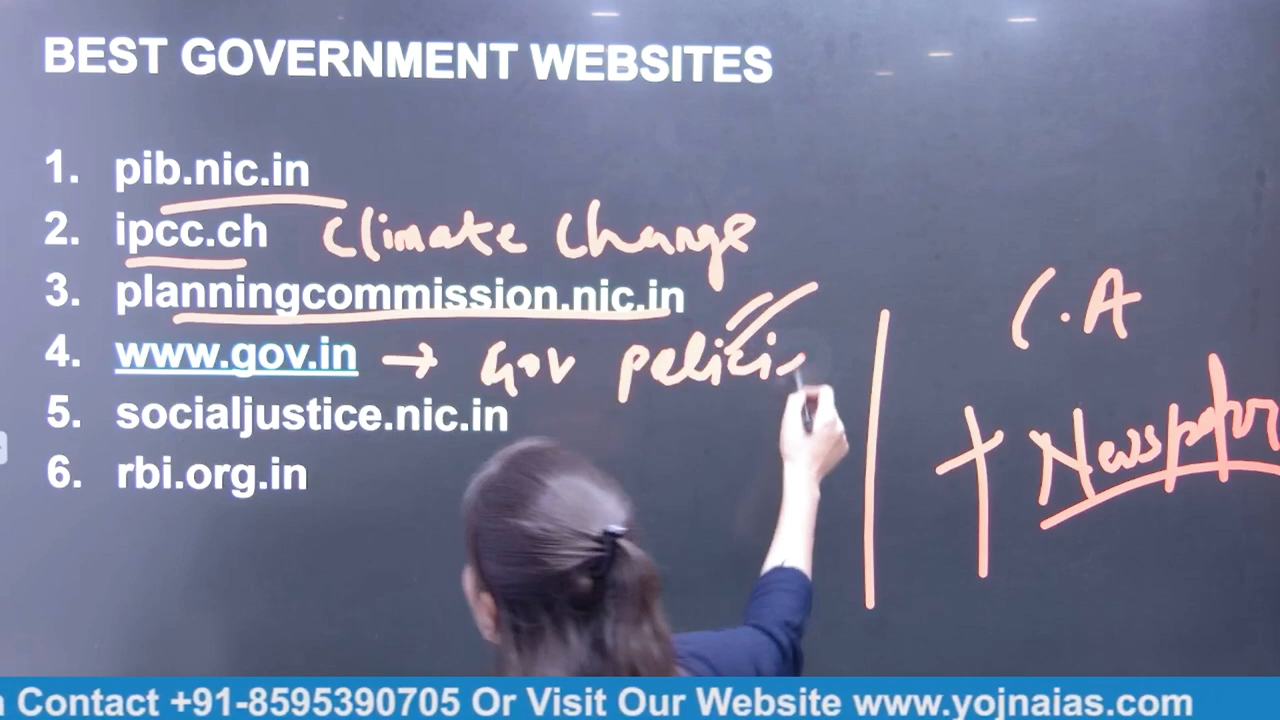 BEST GOVERNMENT WEBSITES
1. pib.nic.in
2. ipcc.ch climate change
3. planningcommission.nic.in
4. www.gov.in → Gov policis
5. socialjustice.nic.in
6. rbi.org.in
C.A
+ Newspaper
Contact +91-8595390705 Or Visit Our Website www.yojnaias.com